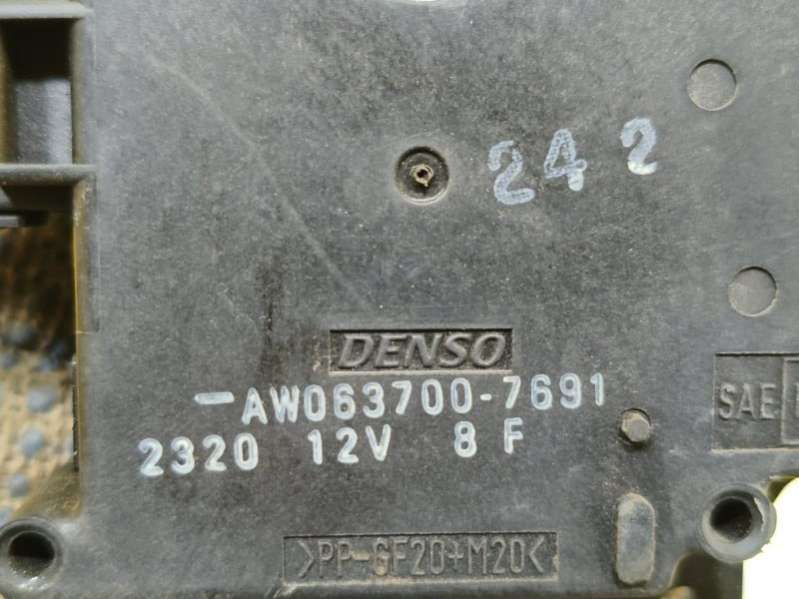 242
DENSO
AW063700-7691
SAE
2320 12V 8 F
>PP-GF20+M20<